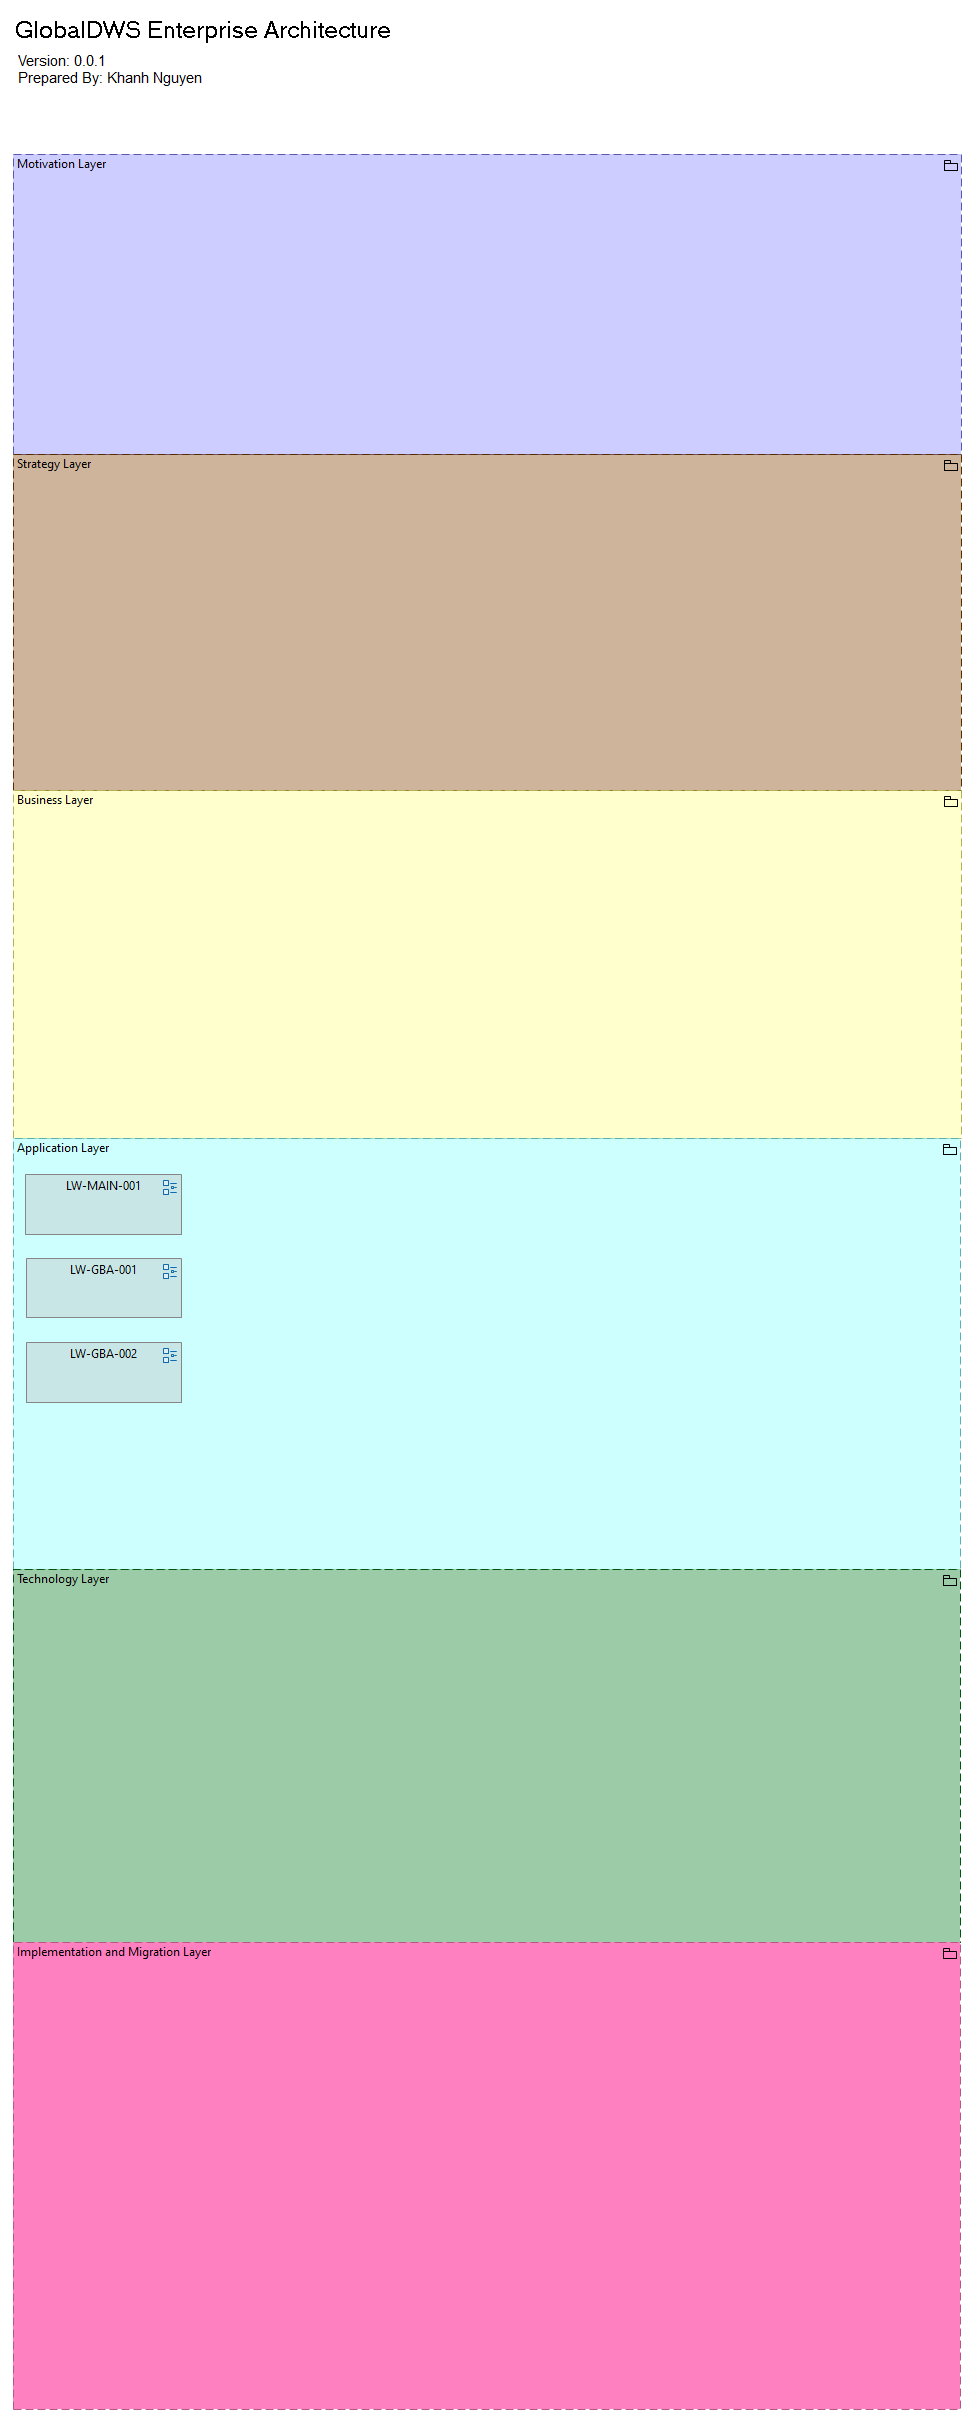 GlobalDWS Enterprise Architecture
Version: 0.0.1
Prepared By: Khanh Nguyen
Motivation Layer
Strategy Layer
Business Layer
Application Layer
LW-MAIN-001
LW-GBA-001
LW-GBA-002
Technology Layer
Implementation and Migration Layer